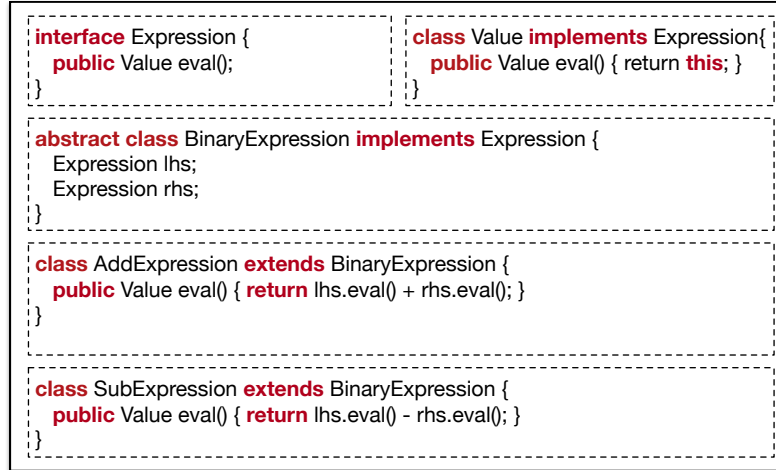 interface Expression {
public Value eval();
}
class Value implements Expression{
public Value eval() { return this; }
}
abstract class BinaryExpression implements Expression {
Expression lhs;
Expression rhs;
}
class AddExpression extends BinaryExpression {
public Value eval() { return lhs.eval() + rhs.eval(); }
}
class SubExpression extends BinaryExpression {
public Value eval() { return lhs.eval() - rhs.eval(); }
}